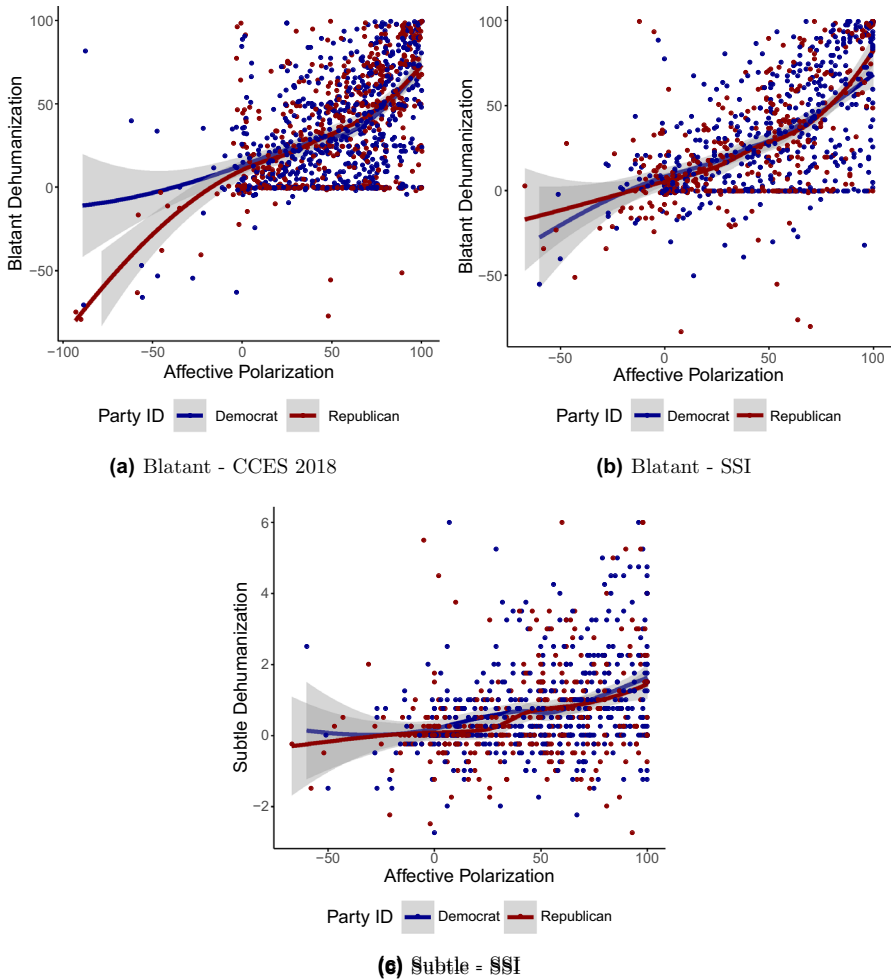 100
50
0
−50
Blatant Dehumanization
−100 −50 0 50 100
Affective Polarization
Party ID Democrat Republican
(a) Blatant - CCES 2018
100
50
0
−50
Blatant Dehumanization
−50 0 50 100
Affective Polarization
Party ID Democrat Republican
(b) Blatant - SSI
6
4
2
0
−2
Subtle Dehumanization
−50 0 50 100
Affective Polarization
Party ID Democrat Republican
(c) Subtle - SSI